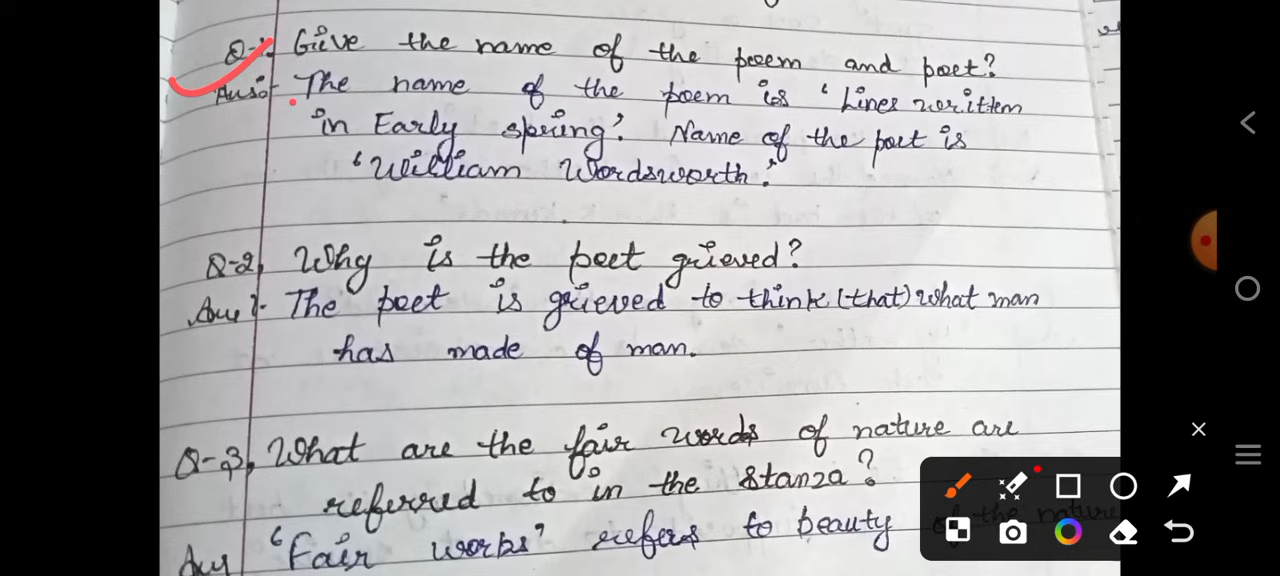 Q-1. Give the name of the poem and poet?
Ans:- The name of the poem is 'Lines written
in Early spring'. Name of the poet is
'William Wordsworth.'
Q-2, Why is the poet grieved?
Ans:- The poet is grieved to think (that) what man
has made of man.
Q-3, What are the fair words of nature are
referred to in the stanza?
Ans 'Fair works' refers to beauty of the nature